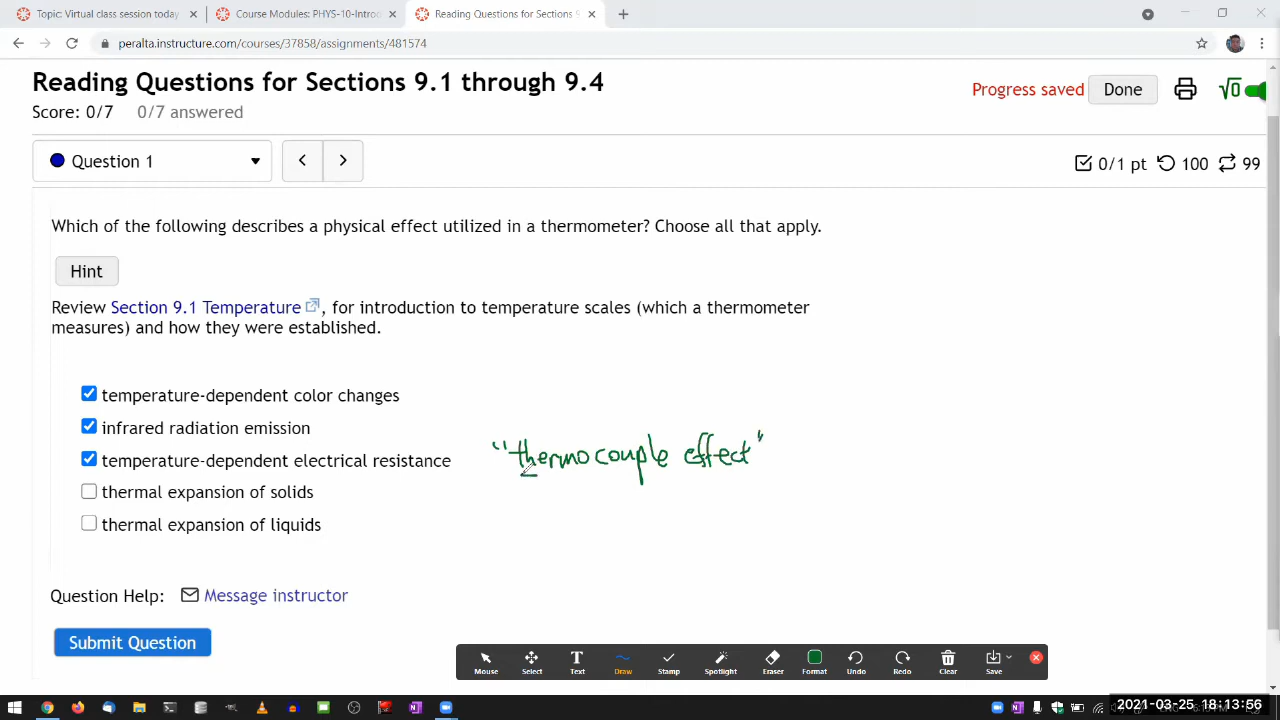 Topic: Virtual class session today
Course Modules: PHYS-10-Intro
Reading Questions for Sections 9
peralta.instructure.com/courses/37858/assignments/481574
Reading Questions for Sections 9.1 through 9.4
Progress saved
Done
√0
Score: 0/7
0/7 answered
Question 1
0/1 pt
100
99
Which of the following describes a physical effect utilized in a thermometer? Choose all that apply.
Hint
Review Section 9.1 Temperature, for introduction to temperature scales (which a thermometer
measures) and how they were established.
temperature-dependent color changes
infrared radiation emission
temperature-dependent electrical resistance
"thermocouple effect"
thermal expansion of solids
thermal expansion of liquids
Question Help:
Message instructor
Submit Question
Mouse
Select
Text
Draw
Stamp
Spotlight
Eraser
Format
Undo
Redo
Clear
Save
2021-03-25 18:13:56